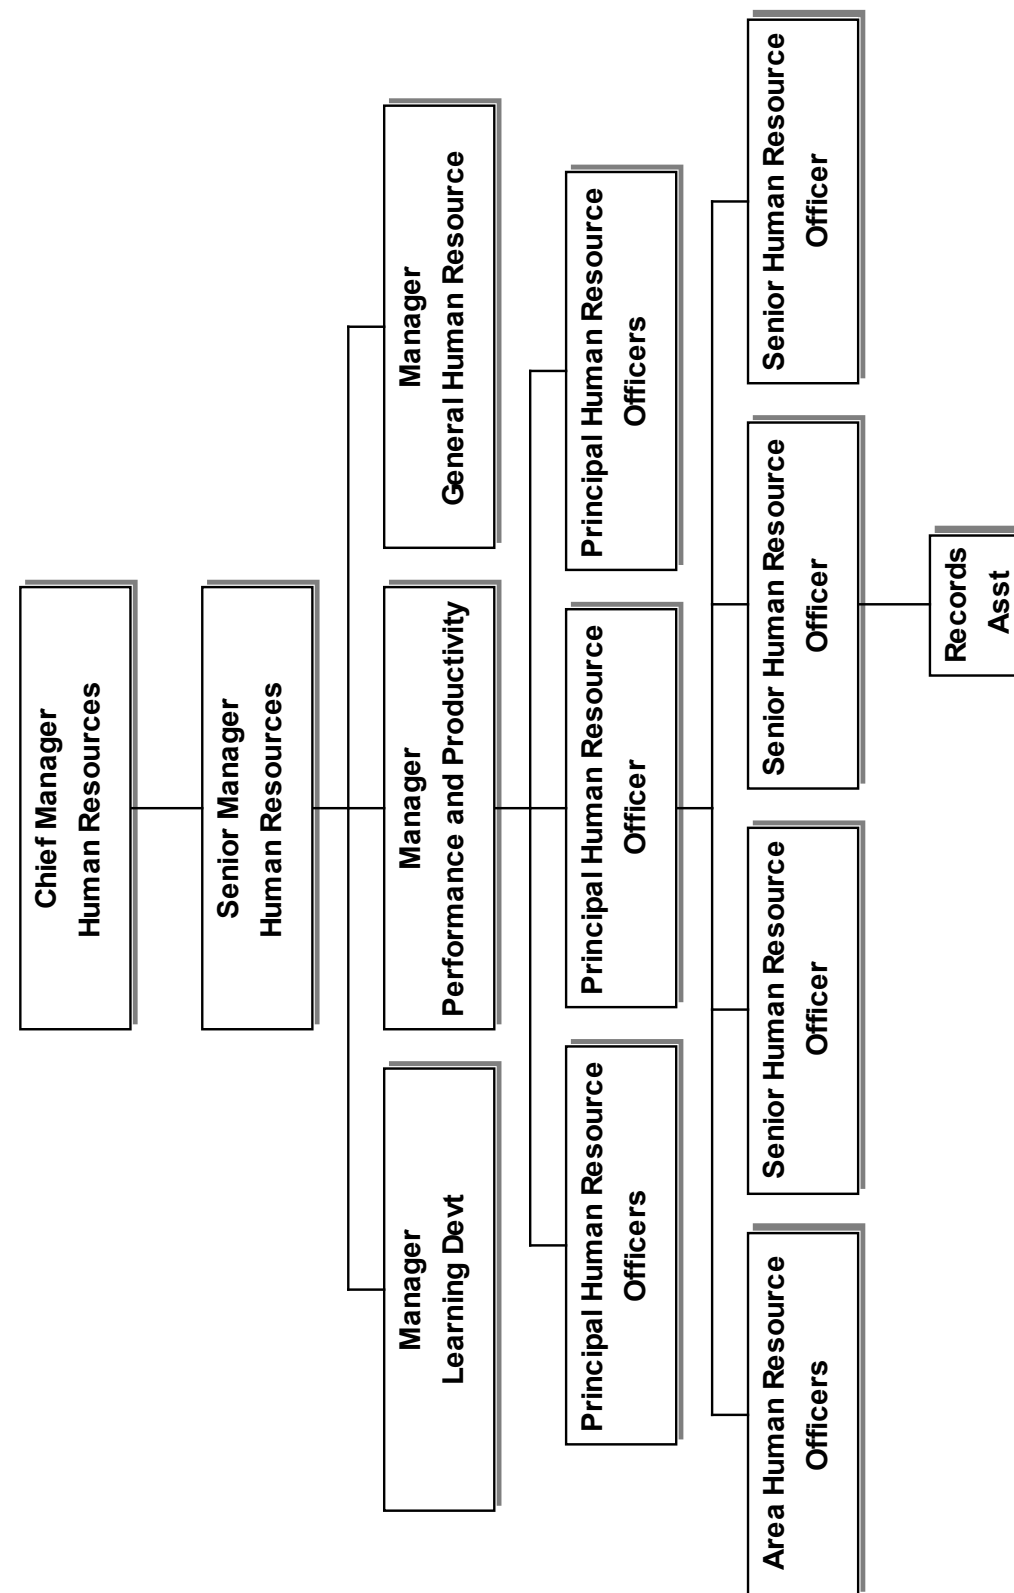 Chief Manager
Human Resources
Senior Manager
Human Resources
Manager
Learning Devt
Manager
Performance and Productivity
Manager
General Human Resource
Principal Human Resource
Officers
Principal Human Resource
Officer
Principal Human Resource
Officers
Area Human Resource
Officers
Senior Human Resource
Officer
Senior Human Resource
Officer
Senior Human Resource
Officer
Records
Asst